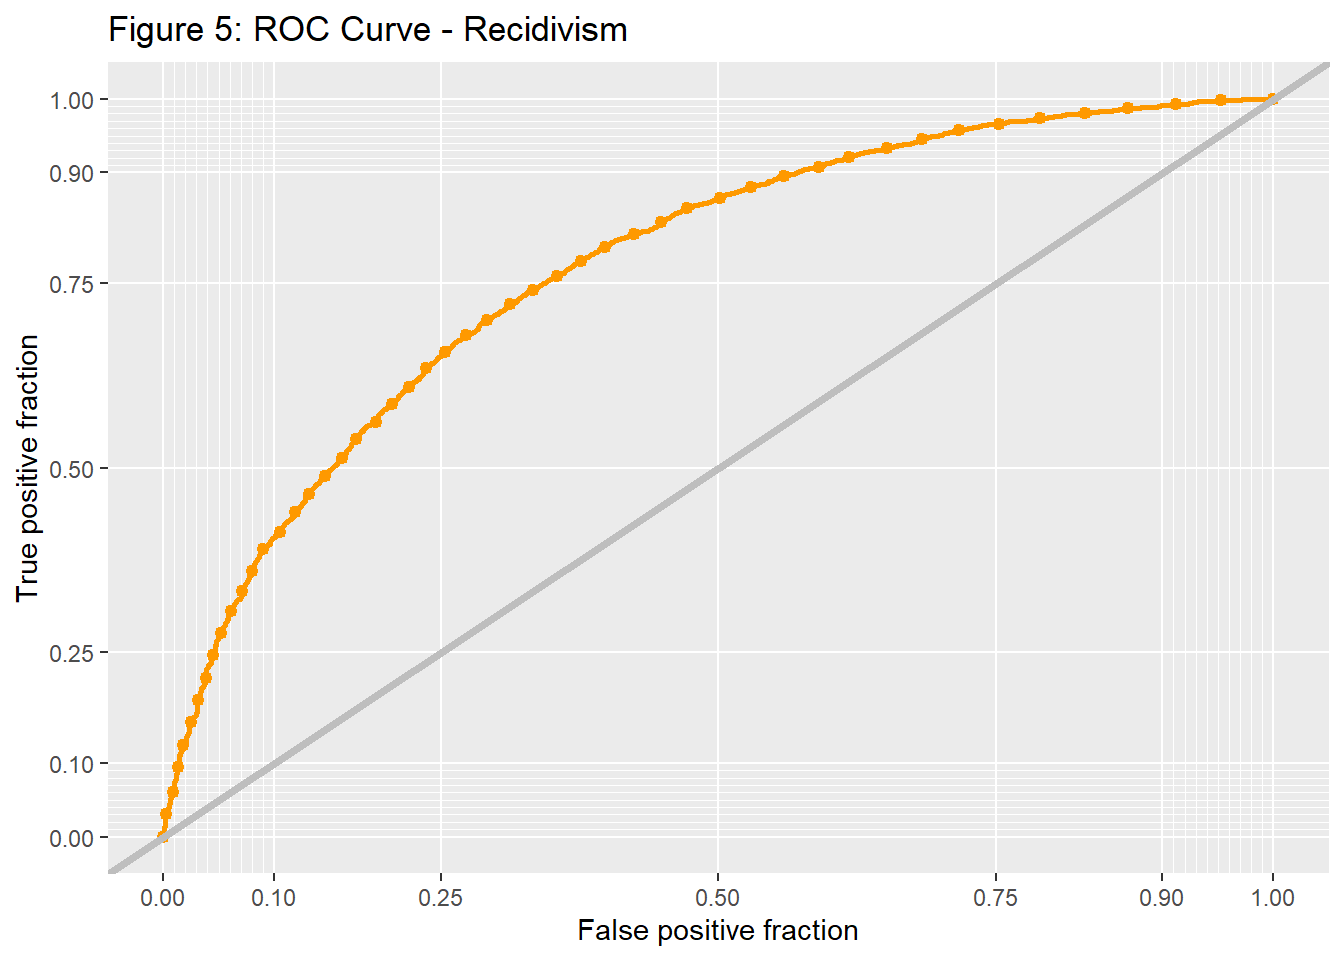 Figure 5: ROC Curve - Recidivism
1.00
0.90
0.75
0.50
0.25
0.10
0.00
True positive fraction
0.00 0.10 0.25 0.50 0.75 0.90 1.00
False positive fraction